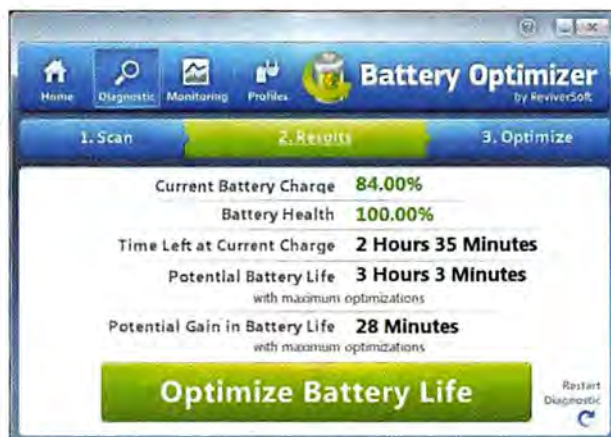 Home
Diagnostic
Monitoring
Profiles
Battery Optimizer
by ReviverSoft
1. Scan
2. Results
3. Optimize
Current Battery Charge 84.00%
Battery Health 100.00%
Time Left at Current Charge 2 Hours 35 Minutes
Potential Battery Life 3 Hours 3 Minutes
with maximum optimizations
Potential Gain in Battery Life 28 Minutes
with maximum optimizations
Optimize Battery Life
Restart
Diagnostic